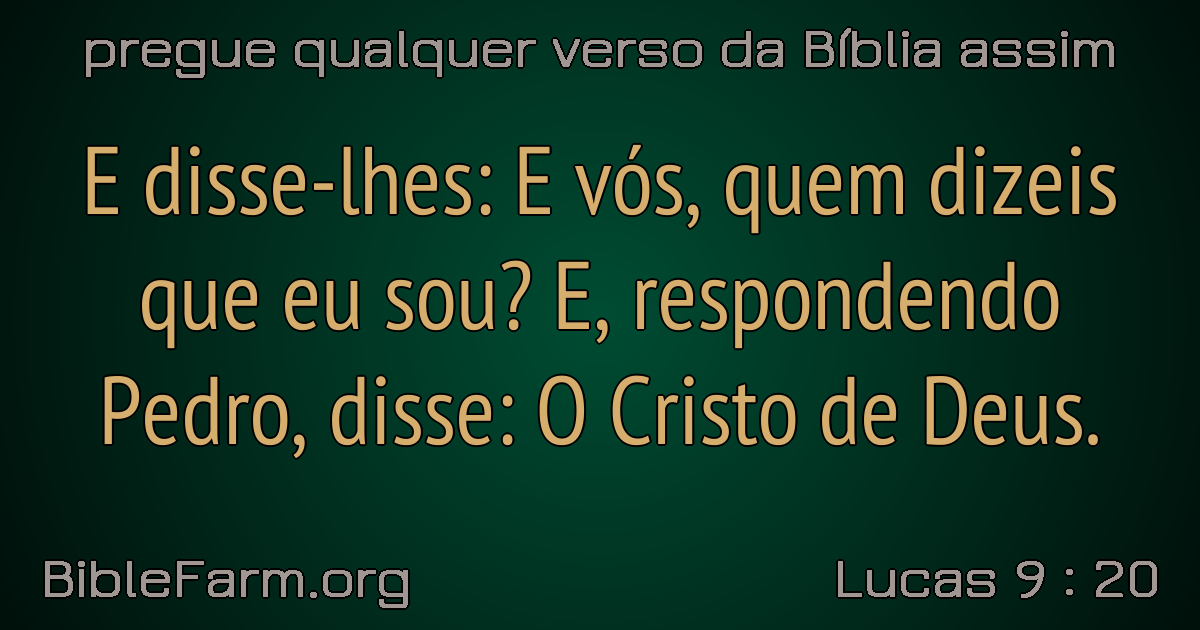 pregue qualquer verso da Bíblia assim
E disse-lhes: E vós, quem dizeis
que eu sou? E, respondendo
Pedro, disse: O Cristo de Deus.
BibleFarm.org
Lucas 9 : 20